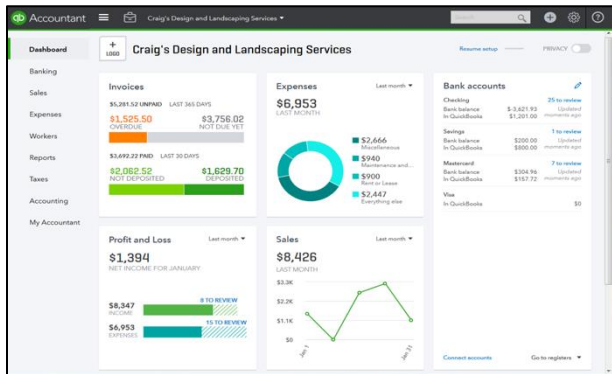 qb Accountant
Craig's Design and Landscaping Services
Dashboard
Banking
Sales
Expenses
Workers
Reports
Taxes
Accounting
My Accountant
+
LOGO
Craig's Design and Landscaping Services
Resume setup
PRIVACY
Invoices
$5,281.52 UNPAID LAST 365 DAYS
$1,525.50
OVERDUE
$3,756.02
NOT DUE YET
$3,692.22 PAID LAST 30 DAYS
$2,062.52
NOT DEPOSITED
$1,629.70
DEPOSITED
Expenses
Last month
$6,953
LAST MONTH
$2,666
Miscellaneous
$940
Maintenance and...
$900
Rent or Lease
$2,447
Everything else
Bank accounts
Checking 25 to review
Bank balance $-3,621.93 Updated
In QuickBooks $1,201.00 moments ago
Savings 1 to review
Bank balance $200.00 Updated
In QuickBooks $800.00 moments ago
Mastercard 7 to review
Bank balance $304.96 Updated
In QuickBooks $157.72 moments ago
Visa
In QuickBooks $0
Connect accounts Go to registers
Profit and Loss
Last month
$1,394
NET INCOME FOR JANUARY
$8,347
INCOME
8 TO REVIEW
$6,953
EXPENSES
15 TO REVIEW
Sales
Last month
$8,426
LAST MONTH
$3.3K
$2.2K
$1.1K
$0
Jan 1
Jan 31